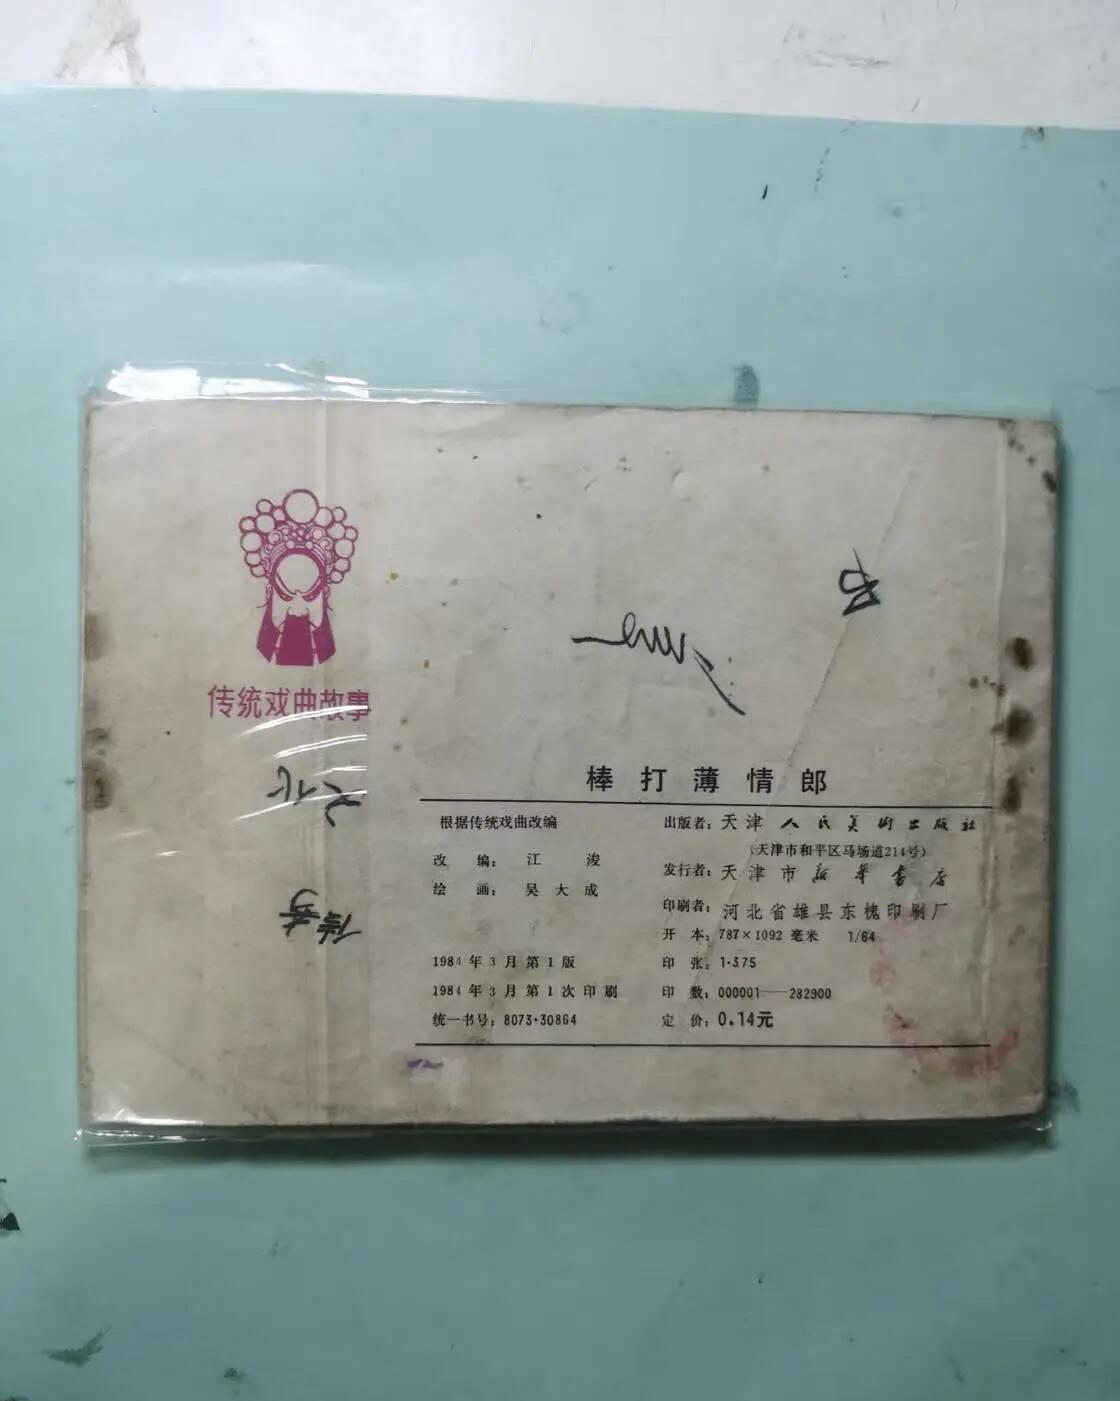 传统戏曲故事
棒打薄情郎
根据传统戏曲改编
改 编：江 浚
绘 画：吴大成
1984年3月第1版
1984年3月第1次印刷
统一书号：8073·30864
出版者：天津人民美术出版社
（天津市和平区马场道214号）
发行者：天津市新华书店
印刷者：河北省雄县东槐印刷厂
开 本：787×1092 毫米 1/64
印 张：1·375
印 数：000001——282900
定 价：0.14元
文化